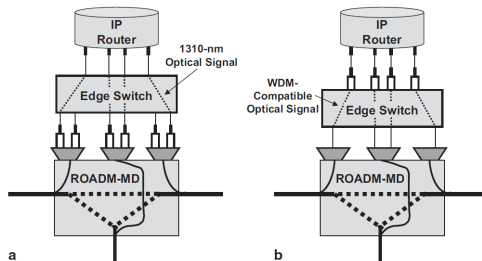 IP
Router
1310-nm
Optical Signal
Edge Switch
ROADM-MD
a
IP
Router
WDM-
Compatible
Optical Signal
Edge Switch
ROADM-MD
b